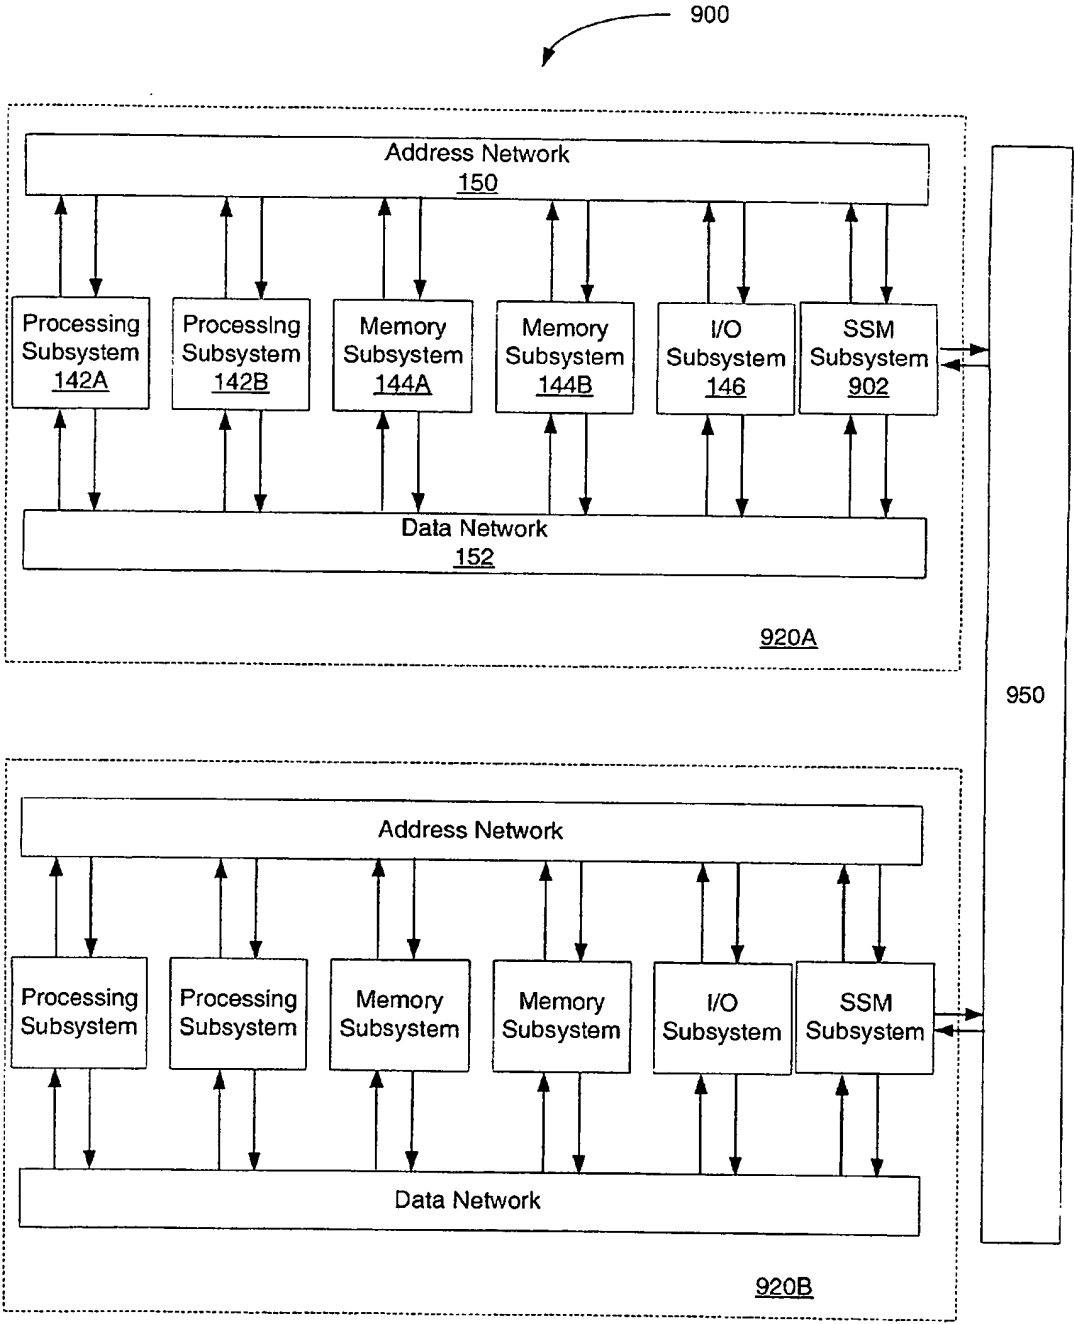 900
Address Network
150
Processing
Subsystem
142A
Processing
Subsystem
142B
Memory
Subsystem
144A
Memory
Subsystem
144B
I/O
Subsystem
146
SSM
Subsystem
902
Data Network
152
920A
950
Address Network
Processing
Subsystem
Processing
Subsystem
Memory
Subsystem
Memory
Subsystem
I/O
Subsystem
SSM
Subsystem
Data Network
920B